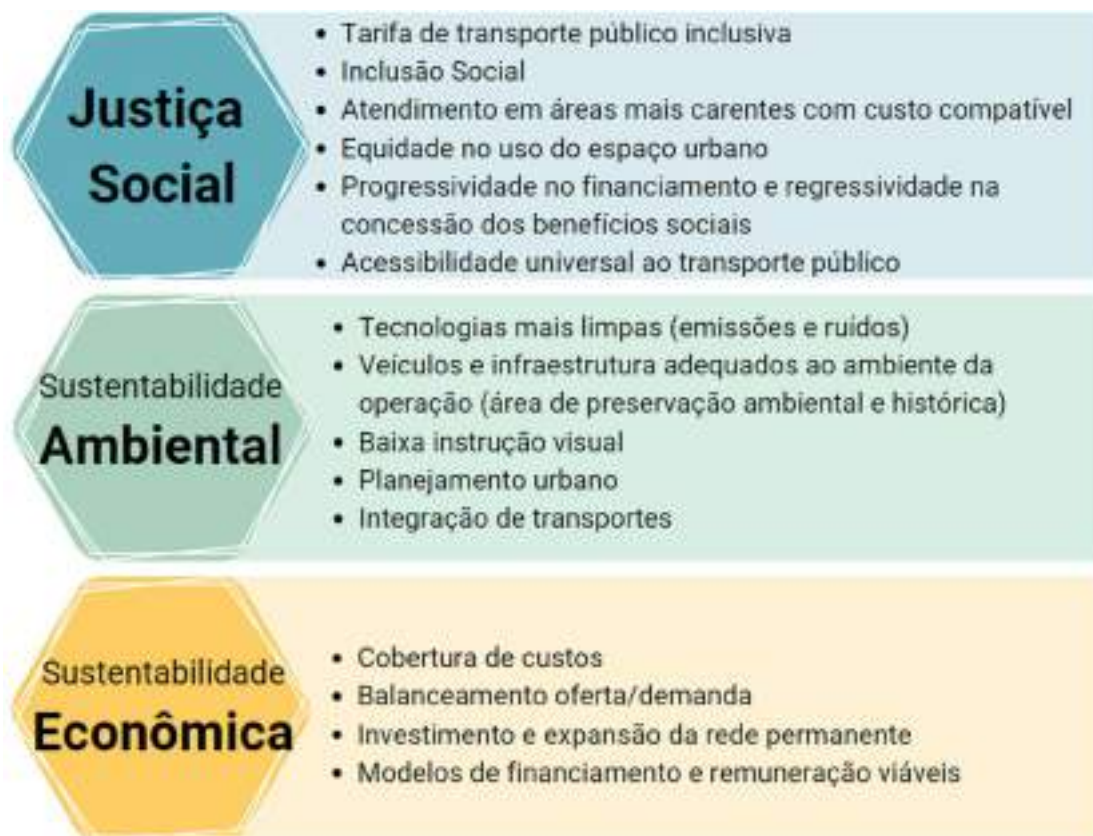 Justiça
Social
• Tarifa de transporte público inclusiva
• Inclusão Social
• Atendimento em áreas mais carentes com custo compatível
• Equidade no uso do espaço urbano
• Progressividade no financiamento e regressividade na
concessão dos benefícios sociais
• Acessibilidade universal ao transporte público
Sustentabilidade
Ambiental
• Tecnologias mais limpas (emissões e ruídos)
• Veículos e infraestrutura adequados ao ambiente da
operação (área de preservação ambiental e histórica)
• Baixa instrução visual
• Planejamento urbano
• Integração de transportes
Sustentabilidade
Econômica
• Cobertura de custos
• Balanceamento oferta/demanda
• Investimento e expansão da rede permanente
• Modelos de financiamento e remuneração viáveis